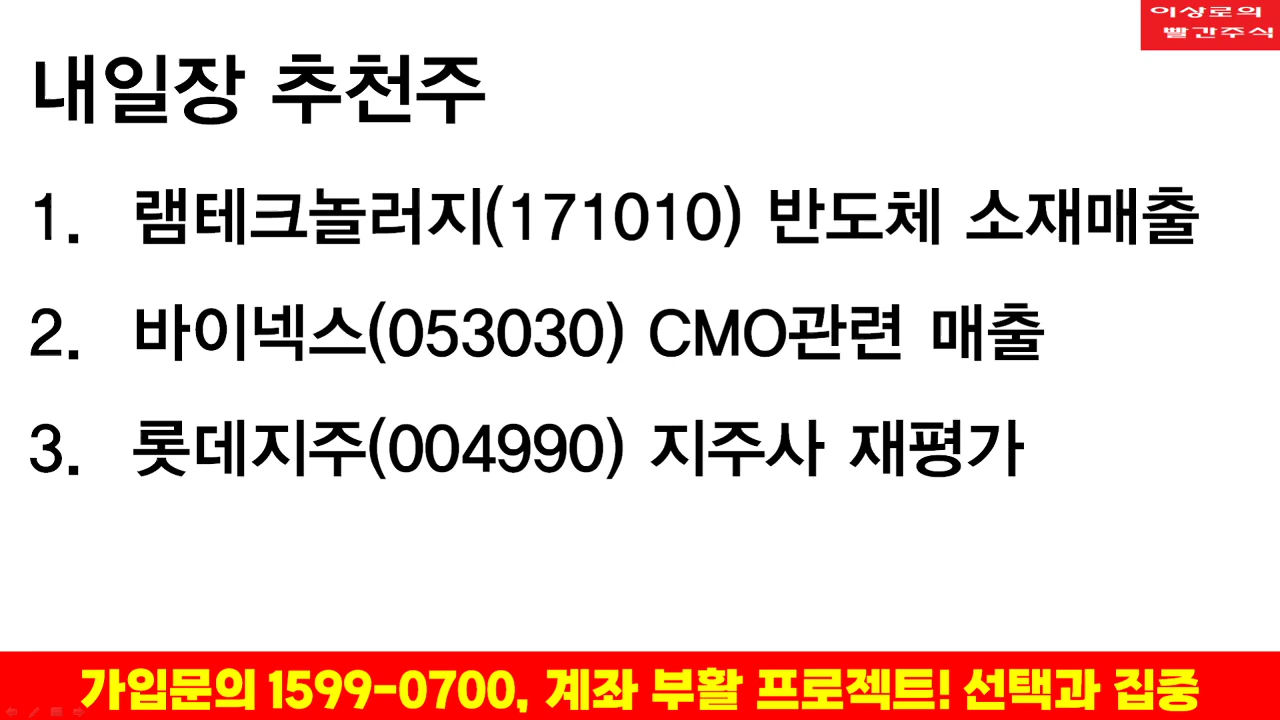 이상로의
빨간주식
내일장 추천주
1. 램테크놀러지(171010) 반도체 소재매출
2. 바이넥스(053030) CMO관련 매출
3. 롯데지주(004990) 지주사 재평가
가입문의 1599-0700, 계좌 부활 프로젝트! 선택과 집중